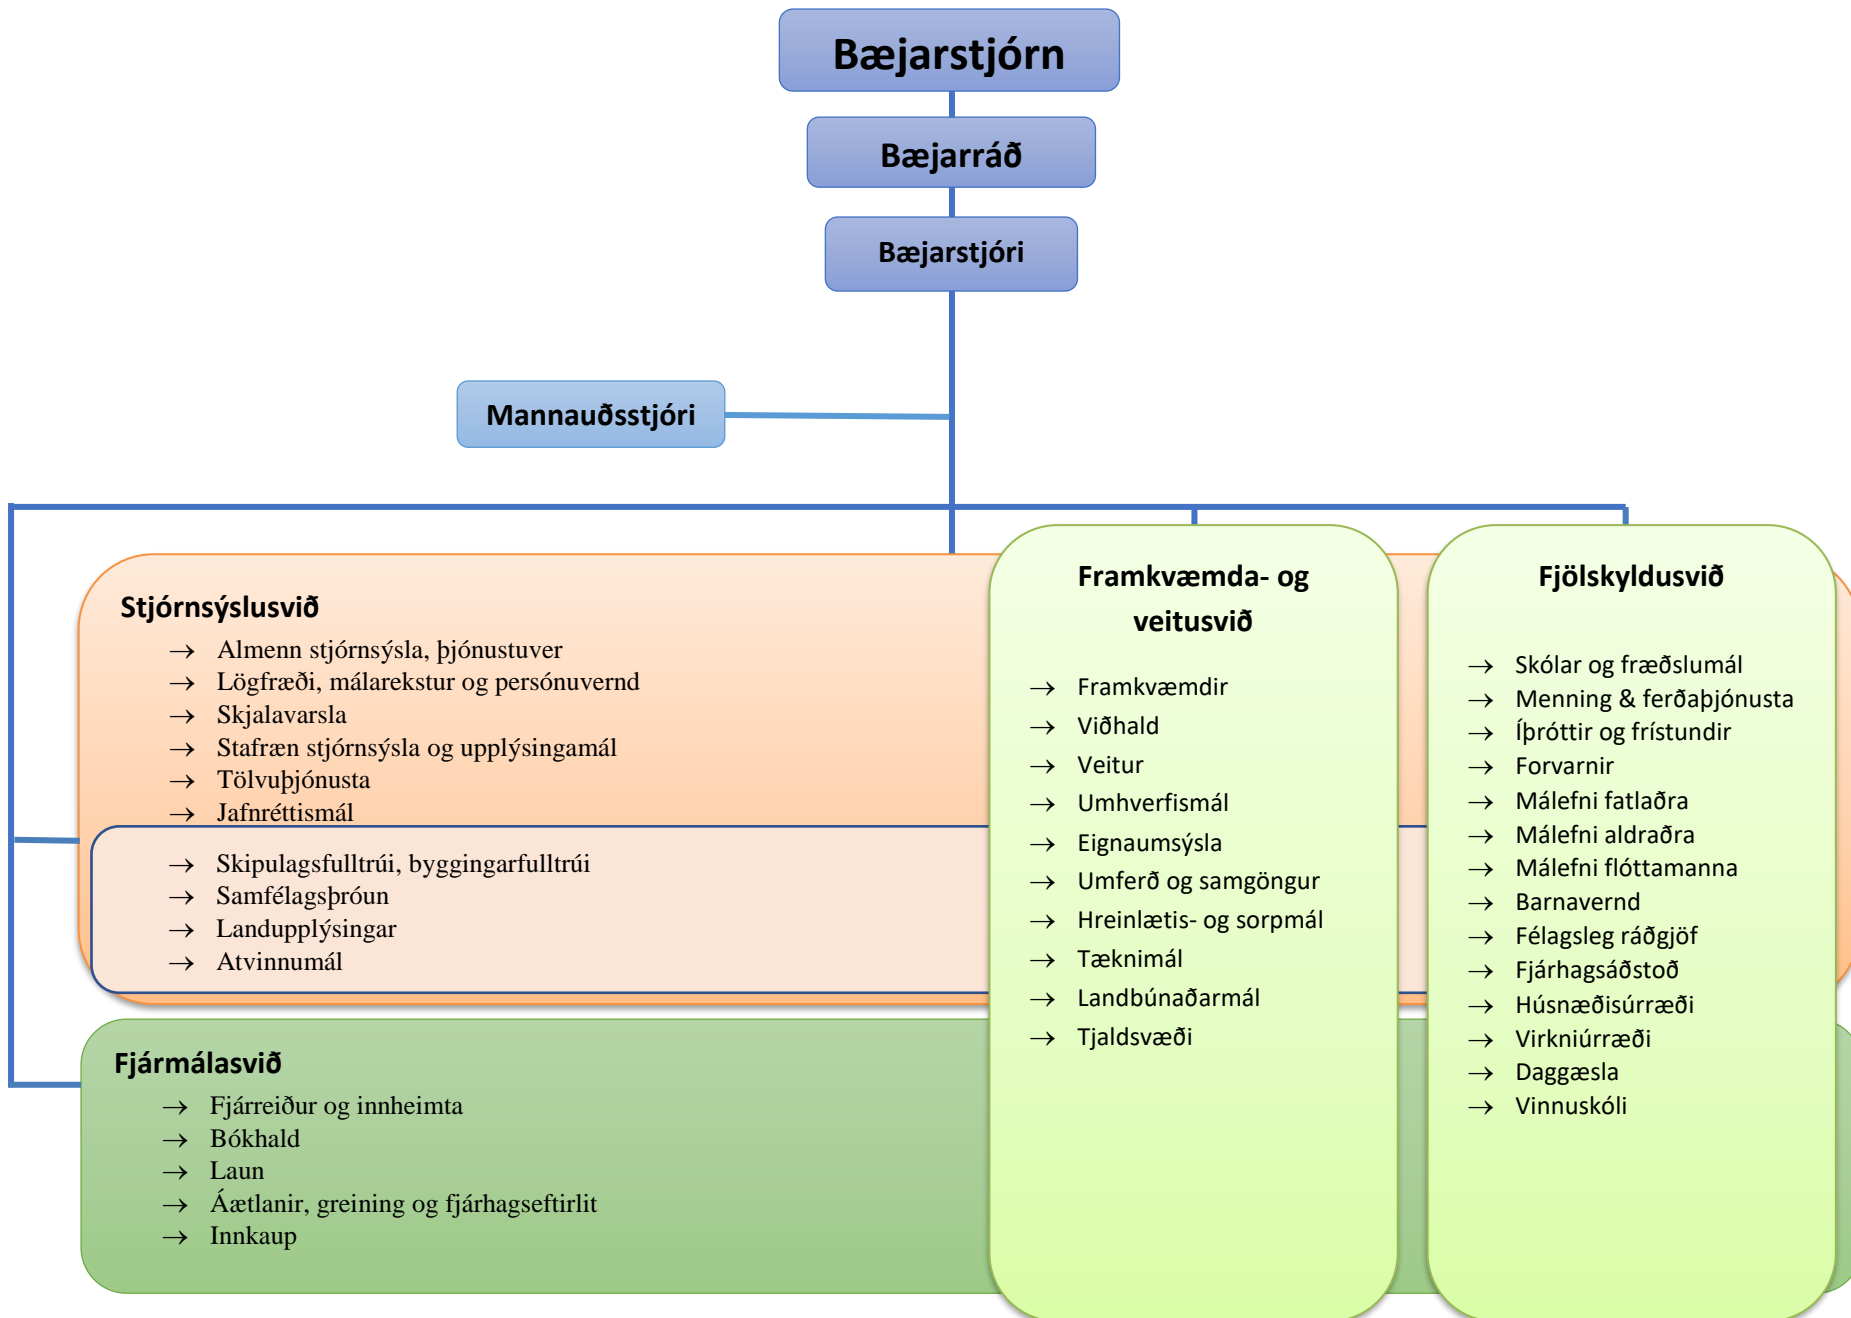 Bæjarstjórn
Bæjarráð
Bæjarstjóri
Mannauðsstjóri
Stjórnsýslusvið
→ Almenn stjórnsýsla, þjónustuver
→ Lögfræði, málarekstur og persónuvernd
→ Skjalavarsla
→ Stafræn stjórnsýsla og upplýsingamál
→ Tölvuþjónusta
→ Jafnréttismál
→ Skipulagsfulltrúi, byggingarfulltrúi
→ Samfélagsþróun
→ Landupplýsingar
→ Atvinnumál
Fjármálasvið
→ Fjárreiður og innheimta
→ Bókhald
→ Laun
→ Áætlanir, greining og fjárhagseftirlit
→ Innkaup
Framkvæmda- og
veitusvið
→ Framkvæmdir
→ Viðhald
→ Veitur
→ Umhverfismál
→ Eignaumsýsla
→ Umferð og samgöngur
→ Hreinlætis- og sorpmál
→ Tæknimál
→ Landbúnaðarmál
→ Tjaldsvæði
Fjölskyldusvið
→ Skólar og fræðslumál
→ Menning & ferðaþjónusta
→ Íþróttir og frístundir
→ Forvarnir
→ Málefni fatlaðra
→ Málefni aldraðra
→ Málefni flóttamanna
→ Barnavernd
→ Félagsleg ráðgjöf
→ Fjárhagsáðstoð
→ Húsnæðisúrræði
→ Virkniúrræði
→ Daggæsla
→ Vinnuskóli